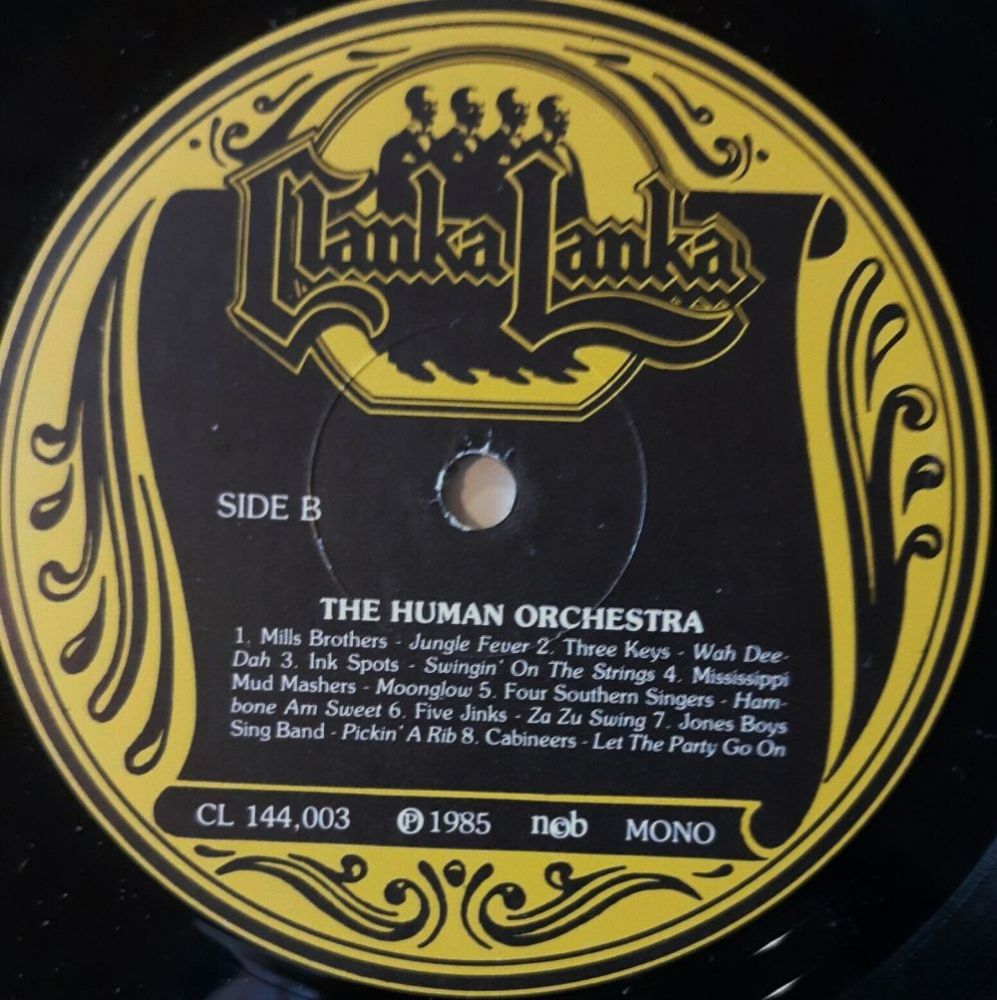 Clanka Lanka
SIDE B
THE HUMAN ORCHESTRA
1. Mills Brothers - Jungle Fever 2. Three Keys - Wah Dee-
Dah 3. Ink Spots - Swingin' On The Strings 4. Mississippi
Mud Mashers - Moonglow 5. Four Southern Singers - Ham-
bone Am Sweet 6. Five Jinks - Za Zu Swing 7. Jones Boys
Sing Band - Pickin' A Rib 8. Cabineers - Let The Party Go On
CL 144,003 ℗ 1985 ncb MONO